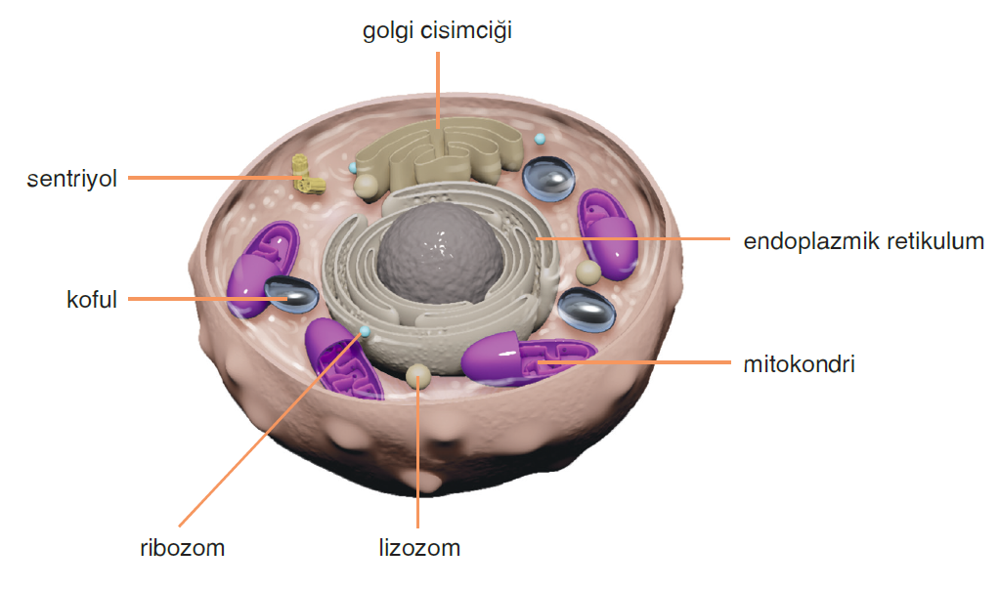 golgi cisimciği
sentriyol
endoplazmik retikulum
koful
mitokondri
ribozom
lizozom